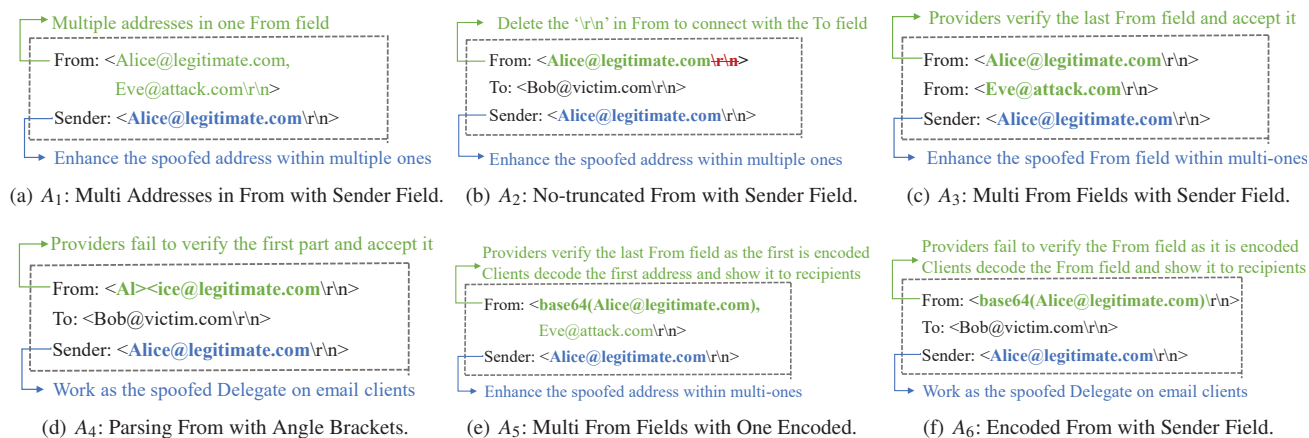 Multiple addresses in one From field
From: <Alice@legitimate.com,
Eve@attack.com\r\n>
Sender: <Alice@legitimate.com\r\n>
Enhance the spoofed address within multiple ones
(a) A1: Multi Addresses in From with Sender Field.
Delete the ‘\r\n’ in From to connect with the To field
From: <Alice@legitimate.com\r\n>
To: <Bob@victim.com\r\n>
Sender: <Alice@legitimate.com\r\n>
Enhance the spoofed address within multiple ones
(b) A2: No-truncated From with Sender Field.
Providers verify the last From field and accept it
From: <Alice@legitimate.com\r\n>
From: <Eve@attack.com\r\n>
Sender: <Alice@legitimate.com\r\n>
Enhance the spoofed From field within multi-ones
(c) A3: Multi From Fields with Sender Field.
Providers fail to verify the first part and accept it
From: <Al><ice@legitimate.com\r\n>
To: <Bob@victim.com\r\n>
Sender: <Alice@legitimate.com\r\n>
Work as the spoofed Delegate on email clients
(d) A4: Parsing From with Angle Brackets.
Providers verify the last From field as the first is encoded
Clients decode the first address and show it to recipients
From: <base64(Alice@legitimate.com),
Eve@attack.com\r\n>
Sender: <Alice@legitimate.com\r\n>
Enhance the spoofed address within multi-ones
(e) A5: Multi From Fields with One Encoded.
Providers fail to verify the From field as it is encoded
Clients decode the From field and show it to recipients
From: <base64(Alice@legitimate.com)\r\n>
To: <Bob@victim.com\r\n>
Sender: <Alice@legitimate.com\r\n>
Work as the spoofed Delegate on email clients
(f) A6: Encoded From with Sender Field.